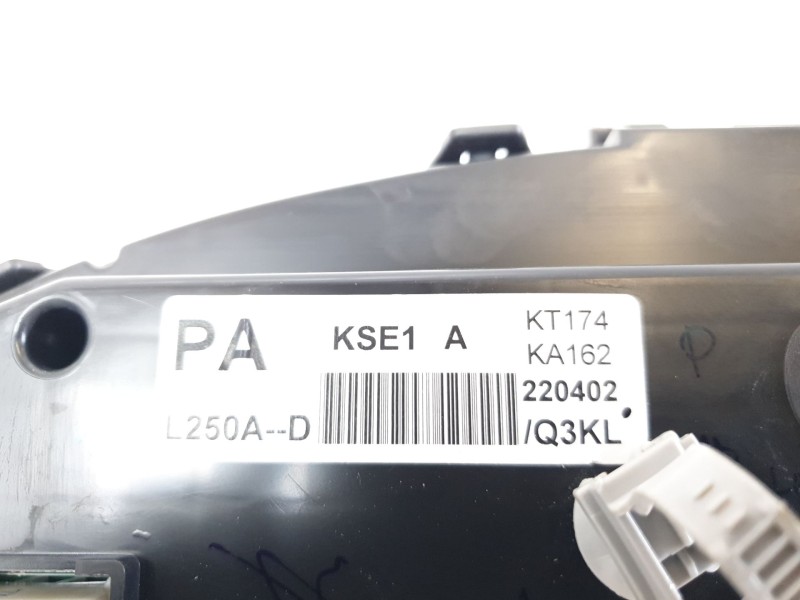 PA KSE1 A KT174
KA162
220402
L250A--D /Q3KL
P